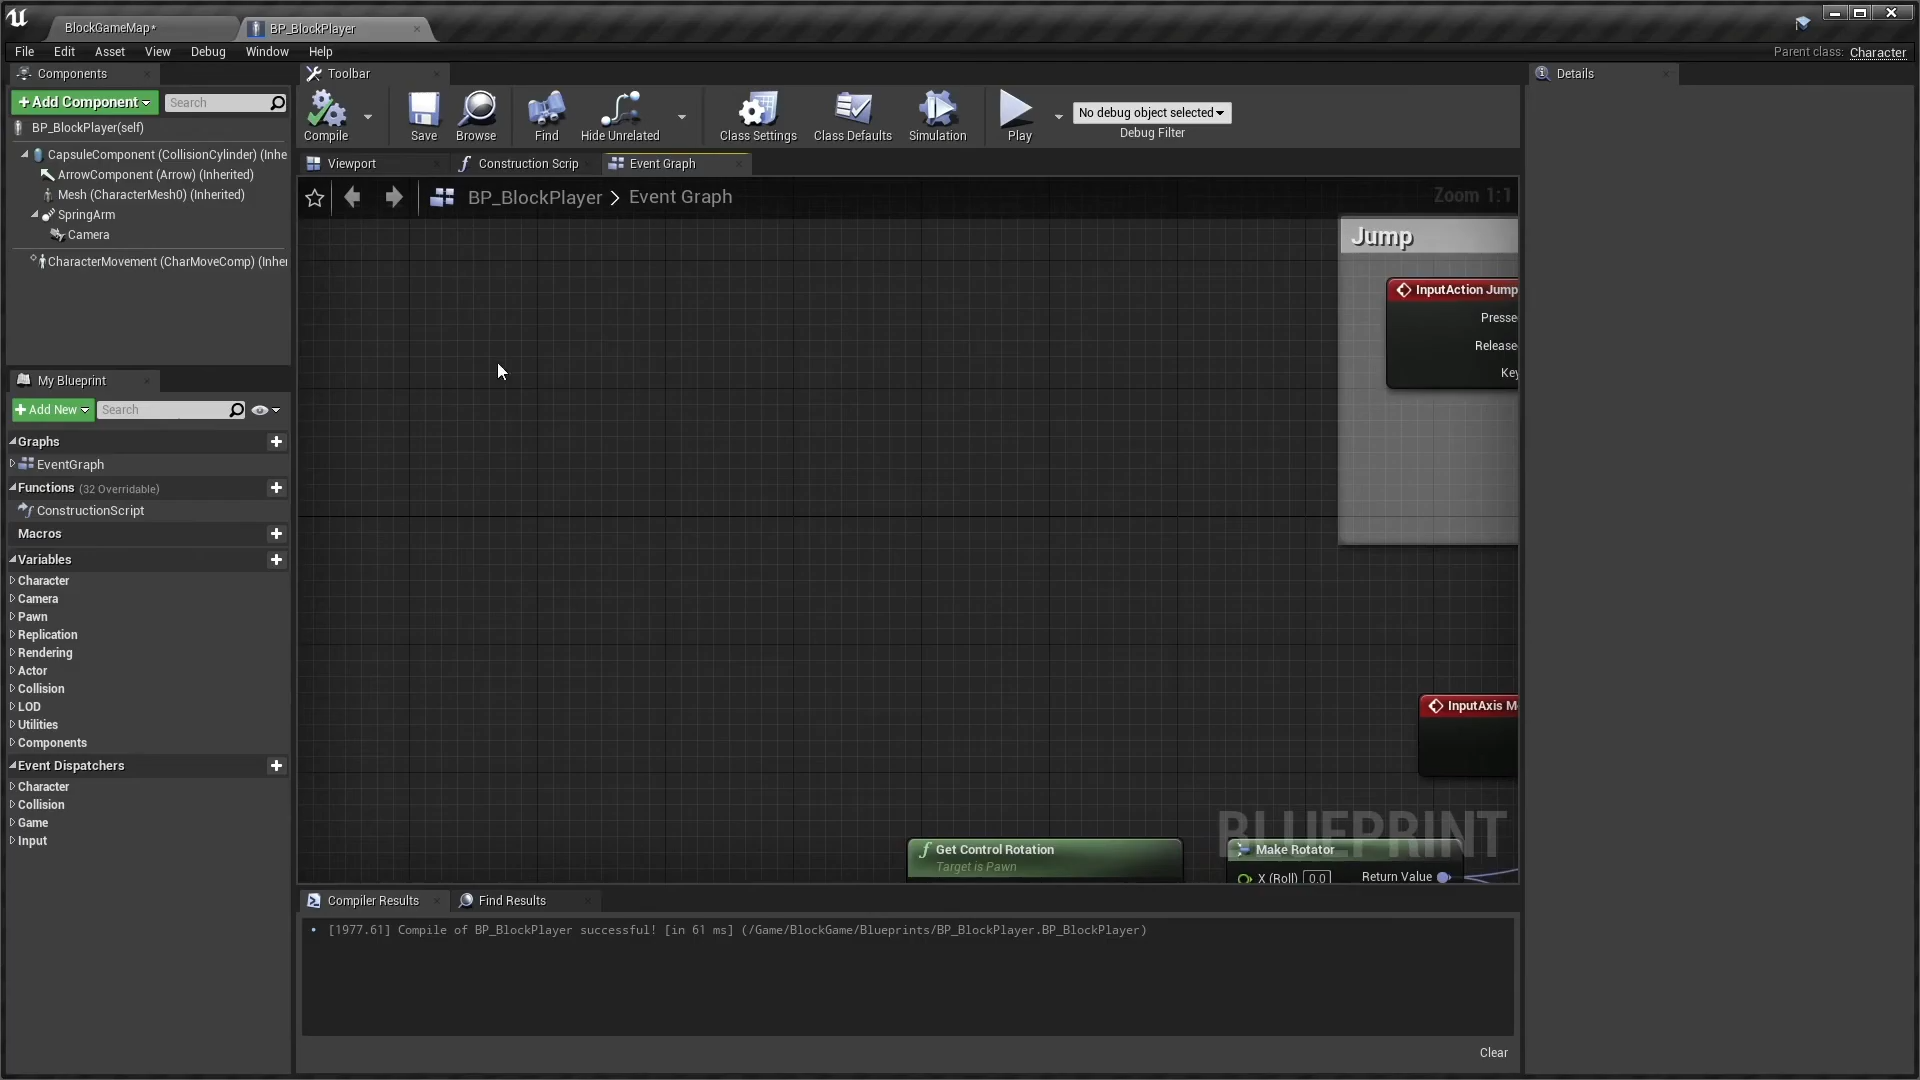 BlockGameMap*
BP_BlockPlayer
File Edit Asset View Debug Window Help
Parent class: Character
Components
Toolbar
Details
+ Add Component
Search
BP_BlockPlayer(self)
CapsuleComponent (CollisionCylinder) (Inhe
ArrowComponent (Arrow) (Inherited)
Mesh (CharacterMesh0) (Inherited)
SpringArm
Camera
CharacterMovement (CharMoveComp) (Inher
Compile
Save
Browse
Find
Hide Unrelated
Class Settings
Class Defaults
Simulation
Play
No debug object selected
Debug Filter
Viewport
Construction Scrip
Event Graph
BP_BlockPlayer > Event Graph
Zoom 1:1
Jump
InputAction Jump
Presse
Release
Key
InputAxis M
BLUEPRINT
Get Control Rotation
Target is Pawn
Make Rotator
X (Roll) 0.0
Return Value
My Blueprint
+ Add New
Search
Graphs
EventGraph
Functions (32 Overridable)
ConstructionScript
Macros
Variables
Character
Camera
Pawn
Replication
Rendering
Actor
Collision
LOD
Utilities
Components
Event Dispatchers
Character
Collision
Game
Input
Compiler Results
Find Results
[1977.61] Compile of BP_BlockPlayer successful! [in 61 ms] (/Game/BlockGame/Blueprints/BP_BlockPlayer.BP_BlockPlayer)
Clear